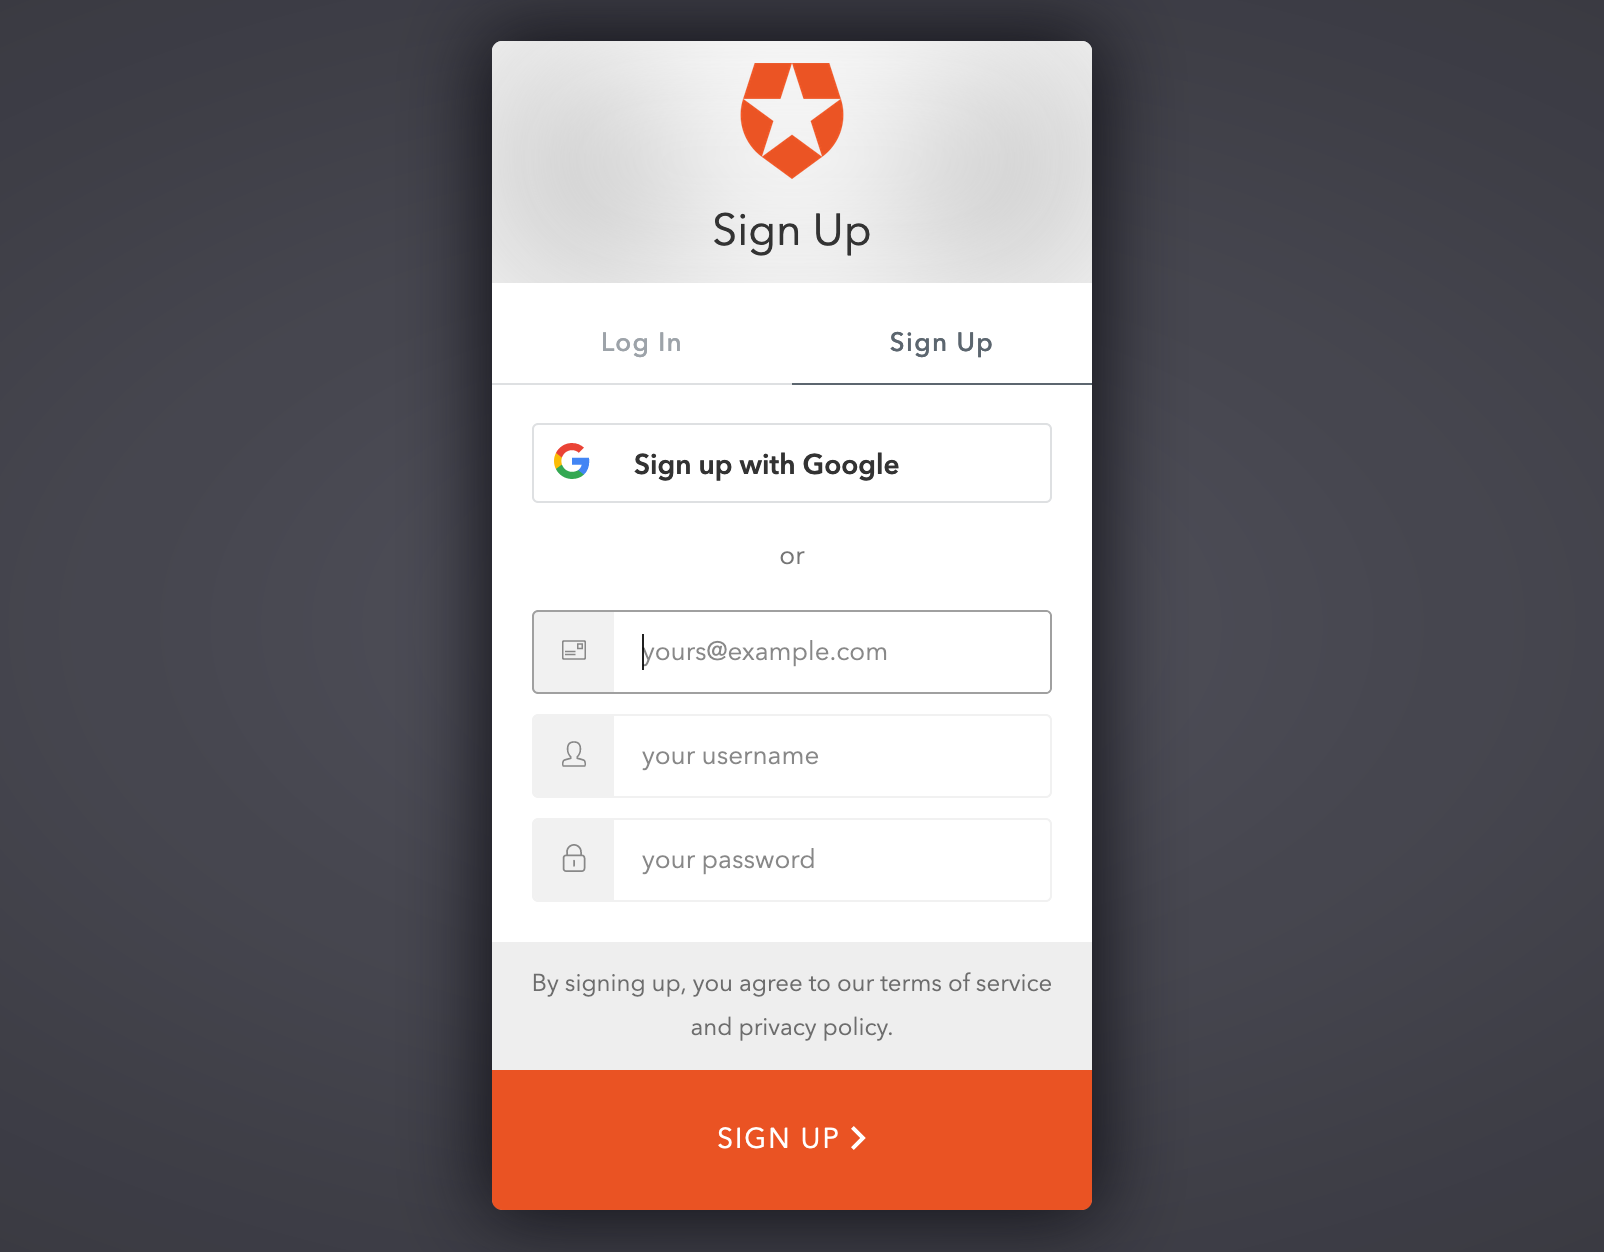 Sign Up
Log In
Sign Up
Sign up with Google
or
yours@example.com
your username
your password
By signing up, you agree to our terms of service
and privacy policy.
SIGN UP